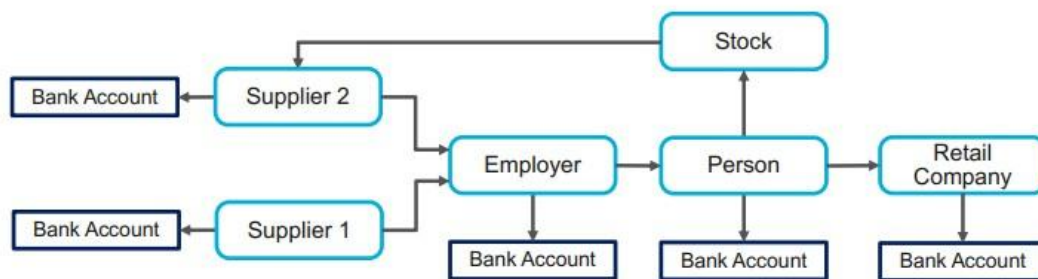 Stock
Bank Account
Supplier 2
Employer
Person
Retail
Company
Bank Account
Supplier 1
Bank Account
Bank Account
Bank Account